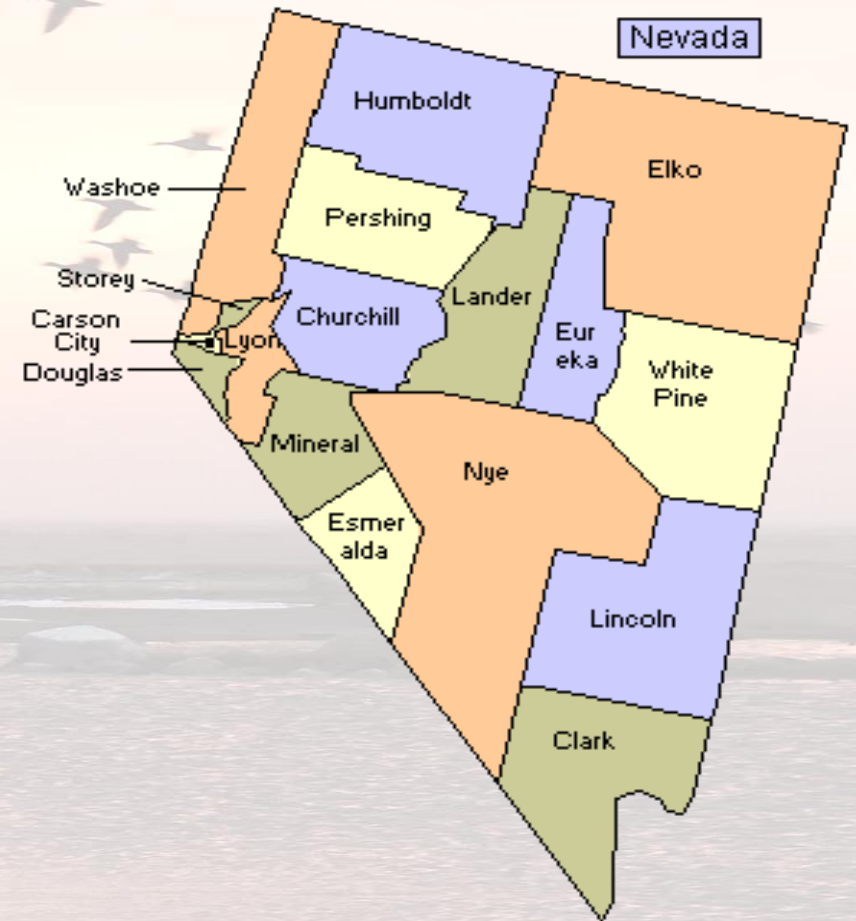 Nevada
Humboldt
Elko
Washoe
Pershing
Storey
Lander
Churchill
Carson
City
Lyon
Eur
eka
Douglas
White
Pine
Mineral
Nye
Esmer
alda
Lincoln
Clark